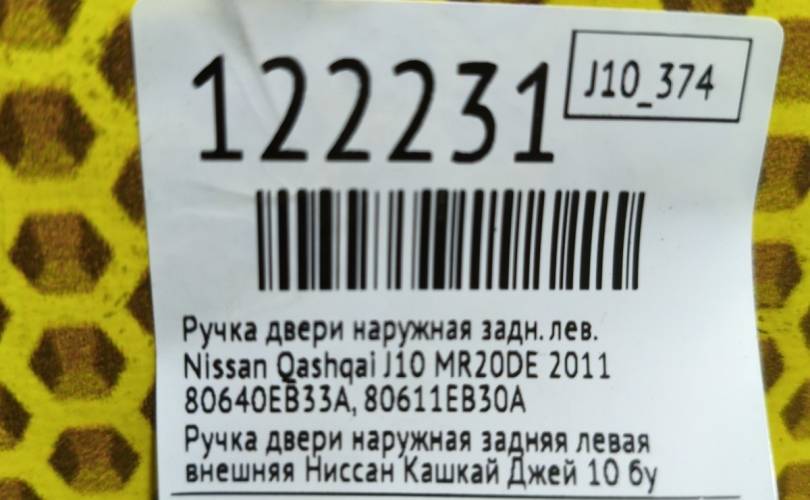 122231
J10_374
Ручка двери наружная задн. лев.
Nissan Qashqai J10 MR20DE 2011
80640EB33A, 80611EB30A
Ручка двери наружная задняя левая
внешняя Ниссан Кашкай Джей 10 бу